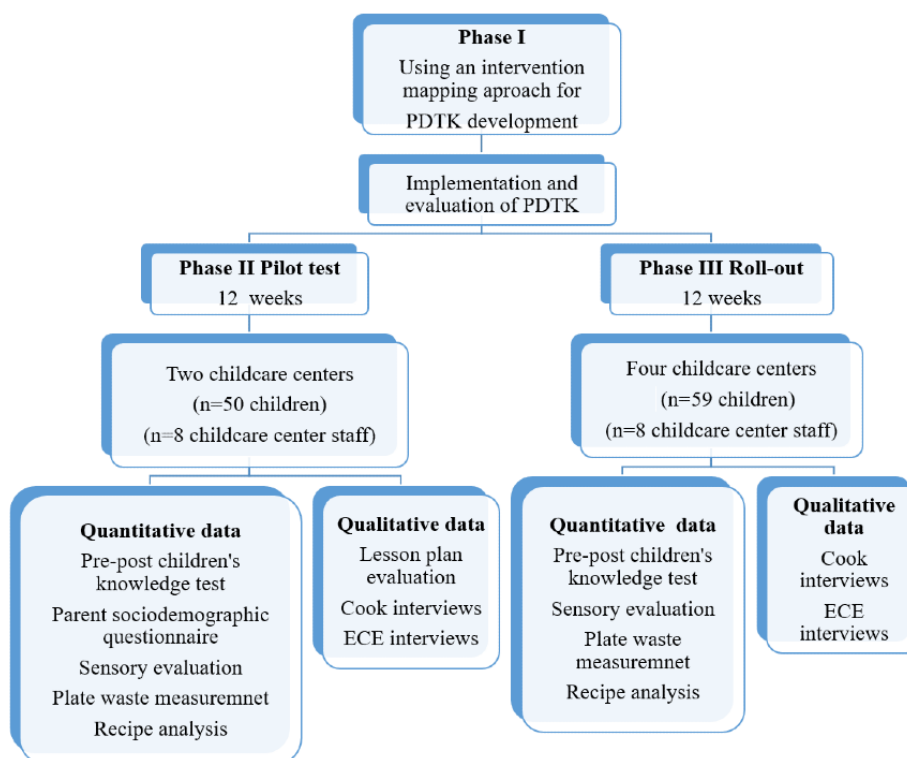 Phase I
Using an intervention
mapping aproach for
PDTK development
Implementation and
evaluation of PDTK
Phase II Pilot test
12 weeks
Phase III Roll-out
12 weeks
Two childcare centers
(n=50 children)
(n=8 childcare center staff)
Four childcare centers
(n=59 children)
(n=8 childcare center staff)
Quantitative data
Pre-post children's
knowledge test
Parent sociodemographic
questionnaire
Sensory evaluation
Plate waste measuremnet
Recipe analysis
Qualitative data
Lesson plan
evaluation
Cook interviews
ECE interviews
Quantitative data
Pre-post children's
knowledge test
Sensory evaluation
Plate waste
measuremnet
Recipe analysis
Qualitative
data
Cook
interviews
ECE
interviews